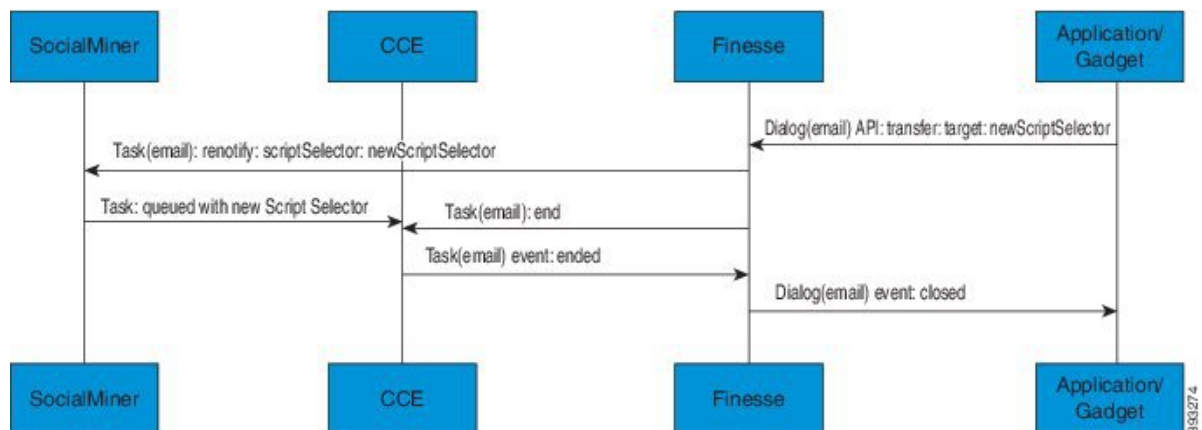 SocialMiner
CCE
Finesse
Application/
Gadget
Dialog(email) API: transfer: target: newScriptSelector
Task(email): renotify: scriptSelector: newScriptSelector
Task: queued with new Script Selector
Task(email): end
Task(email) event: ended
Dialog(email) event: closed
SocialMiner
CCE
Finesse
Application/
Gadget
393274